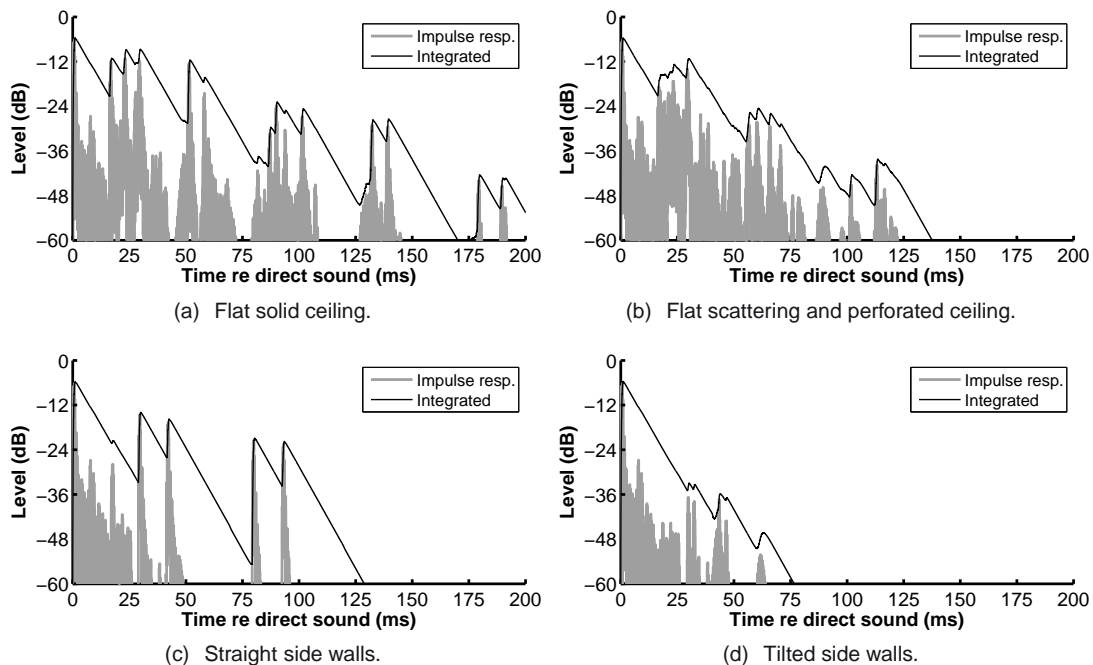 0
−12
−24
−36
−48
−60
Level (dB)
0 25 50 75 100 125 150 175 200
Time re direct sound (ms)
Impulse resp.
Integrated
(a) Flat solid ceiling.
0
−12
−24
−36
−48
−60
Level (dB)
0 25 50 75 100 125 150 175 200
Time re direct sound (ms)
Impulse resp.
Integrated
(b) Flat scattering and perforated ceiling.
0
−12
−24
−36
−48
−60
Level (dB)
0 25 50 75 100 125 150 175 200
Time re direct sound (ms)
Impulse resp.
Integrated
(c) Straight side walls.
0
−12
−24
−36
−48
−60
Level (dB)
0 25 50 75 100 125 150 175 200
Time re direct sound (ms)
Impulse resp.
Integrated
(d) Tilted side walls.